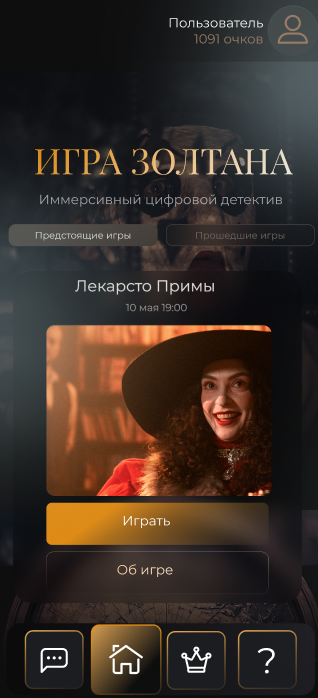 Пользователь
1091 очков
ИГРА ЗОЛТАНА
Иммерсивный цифровой детектив
Предстоящие игры
Прошедшие игры
Лекарсто Примы
10 мая 19:00
Играть
Об игре
?